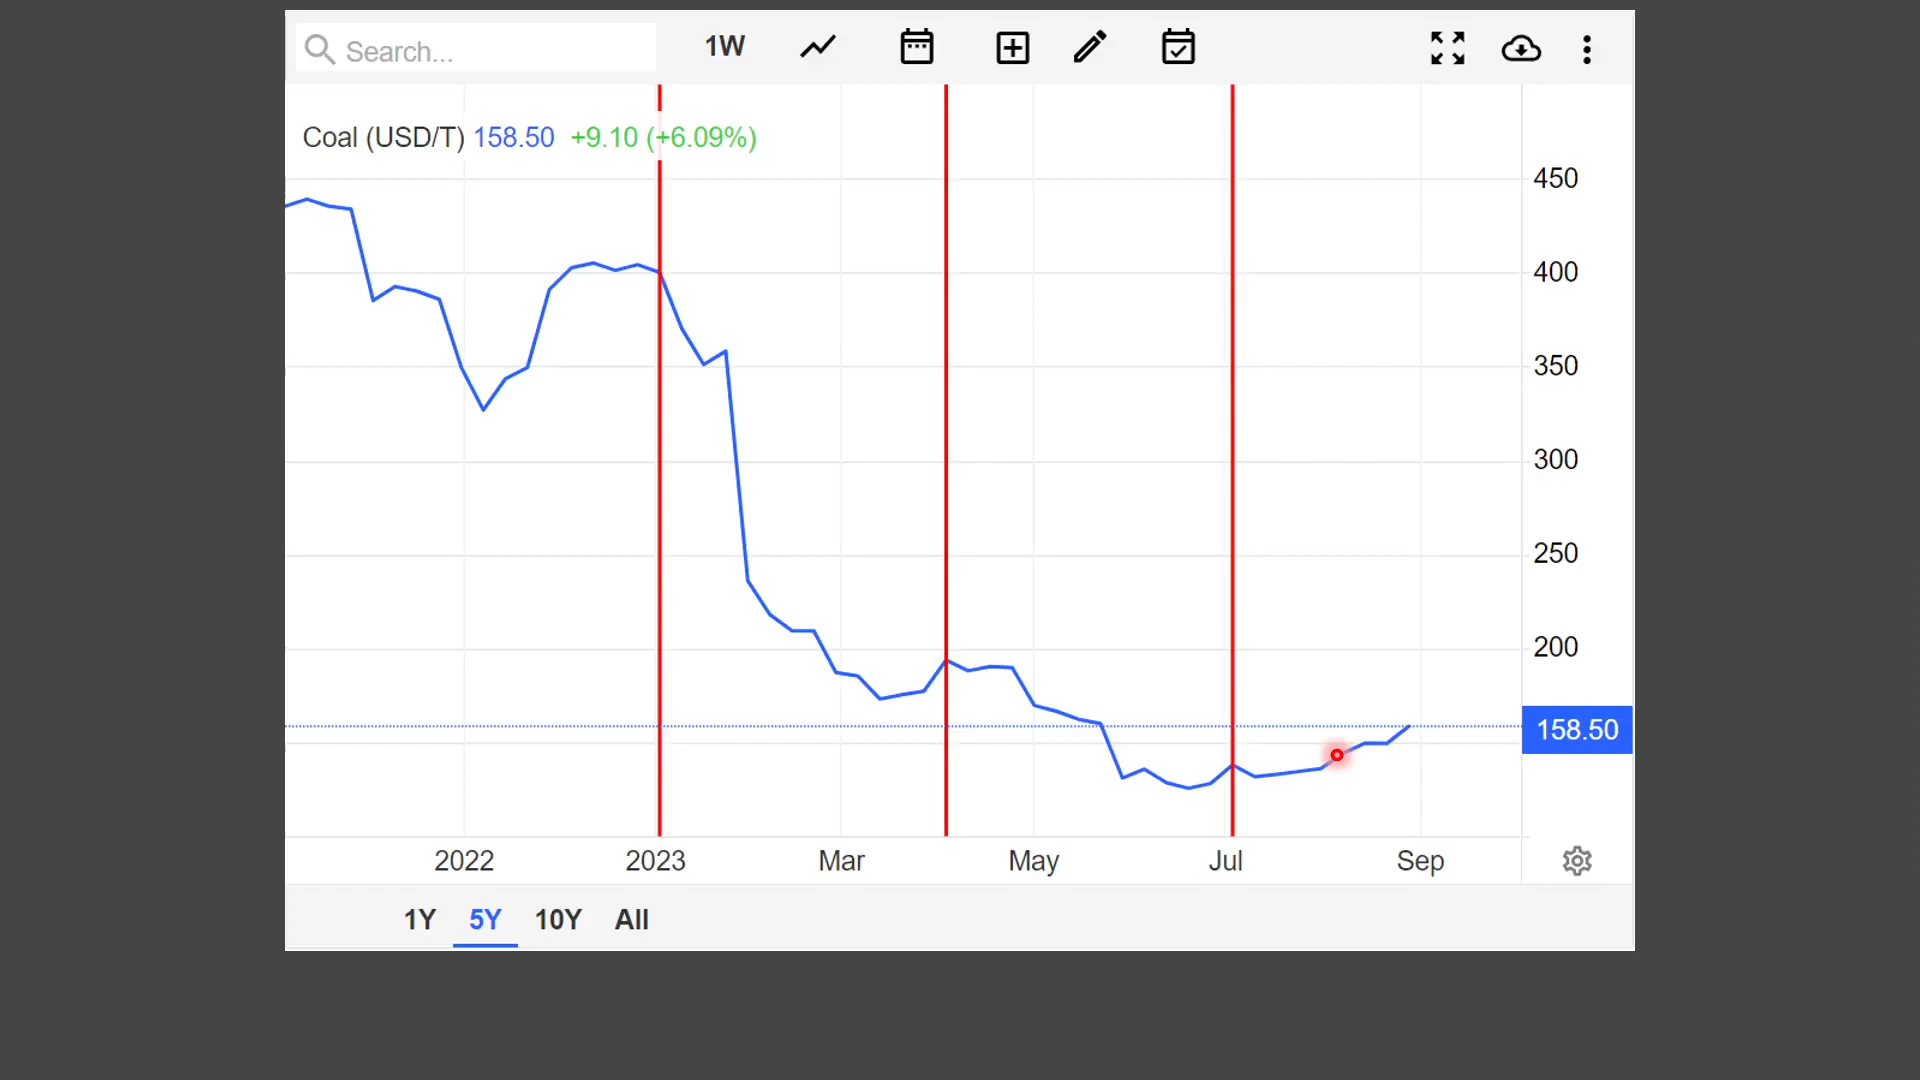 Search...
1W
Coal (USD/T) 158.50 +9.10 (+6.09%)
450
400
350
300
250
200
158.50
2022 2023 Mar May Jul Sep
1Y 5Y 10Y All